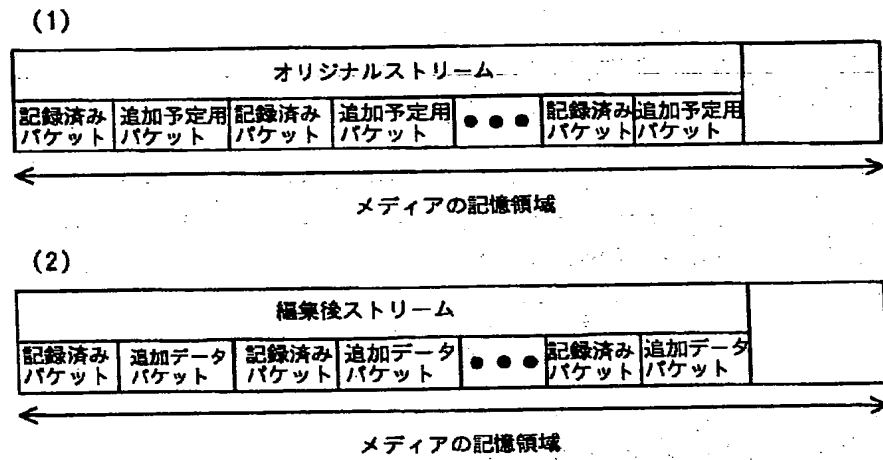 (1)
オリジナルストリーム
記録済みパケット 追加予定用パケット 記録済みパケット 追加予定用パケット ●●● 記録済みパケット 追加予定用パケット
メディアの記憶領域
(2)
編集後ストリーム
記録済みパケット 追加データパケット 記録済みパケット 追加データパケット ●●● 記録済みパケット 追加データパケット
メディアの記憶領域